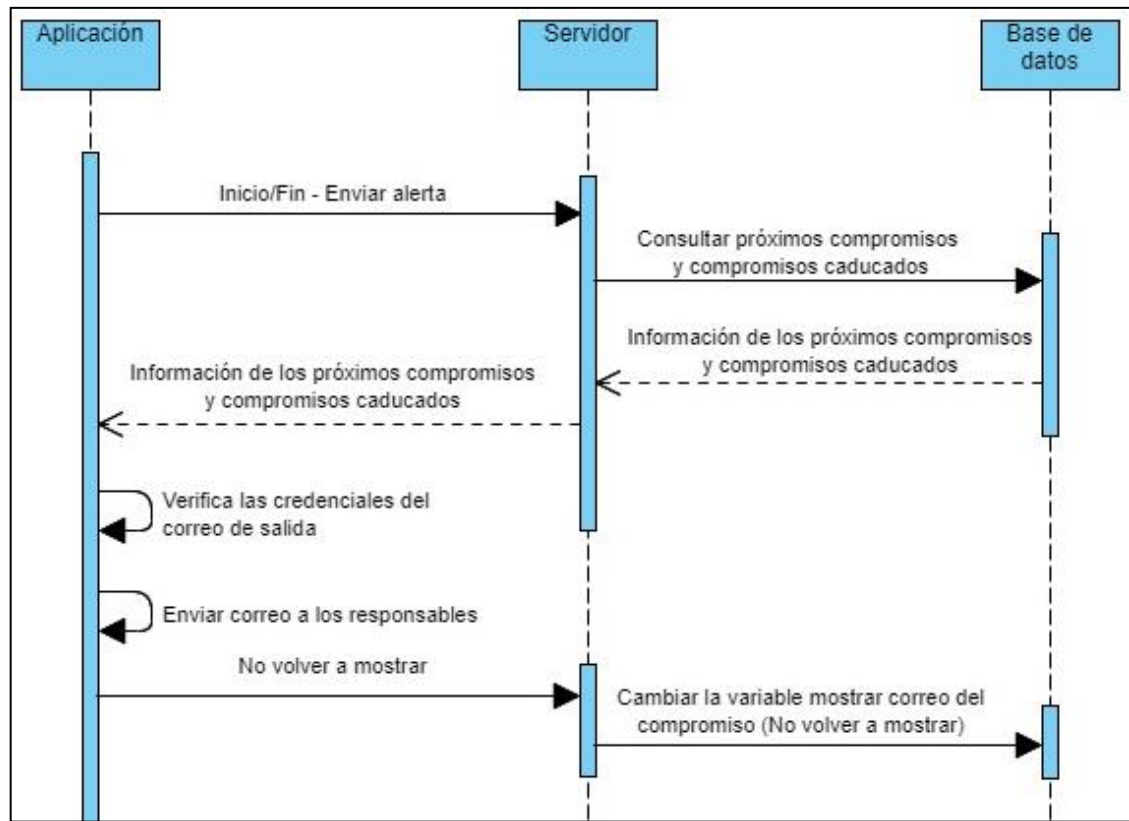 Aplicación
Servidor
Base de
datos
Inicio/Fin - Enviar alerta
Consultar próximos compromisos
y compromisos caducados
Información de los próximos compromisos
y compromisos caducados
Información de los próximos compromisos
y compromisos caducados
Verifica las credenciales del
correo de salida
Enviar correo a los responsables
No volver a mostrar
Cambiar la variable mostrar correo del
compromiso (No volver a mostrar)